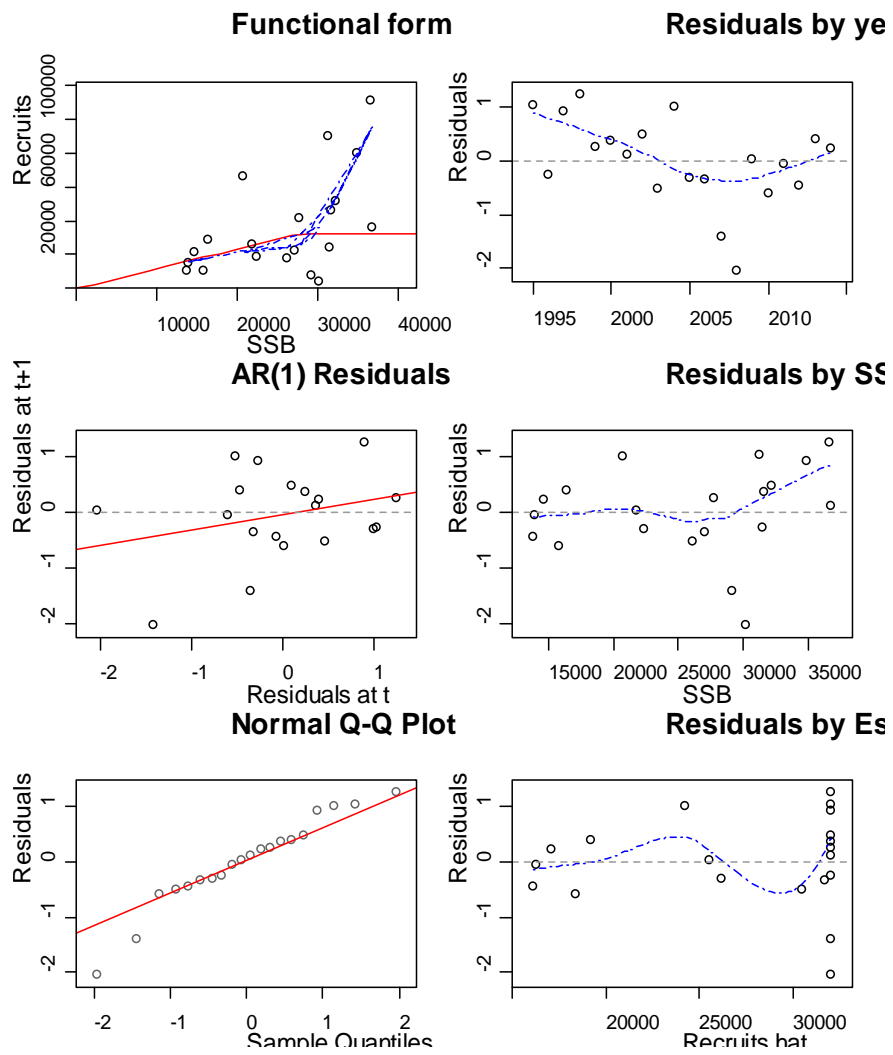 Functional form
Recruits
20000 60000 100000
10000 20000 30000 40000
SSB
Residuals by ye
Residuals
-2 -1 0 1
1995 2000 2005 2010
AR(1) Residuals
Residuals at t+1
-2 -1 0 1
-2 -1 0 1
Residuals at t
Residuals by SS
Residuals
-2 -1 0 1
15000 20000 25000 30000 35000
SSB
Normal Q-Q Plot
Residuals
-2 -1 0 1
-2 -1 0 1 2
Sample Quantiles
Residuals by Es
Residuals
-2 -1 0 1
20000 25000 30000
Recruits hat